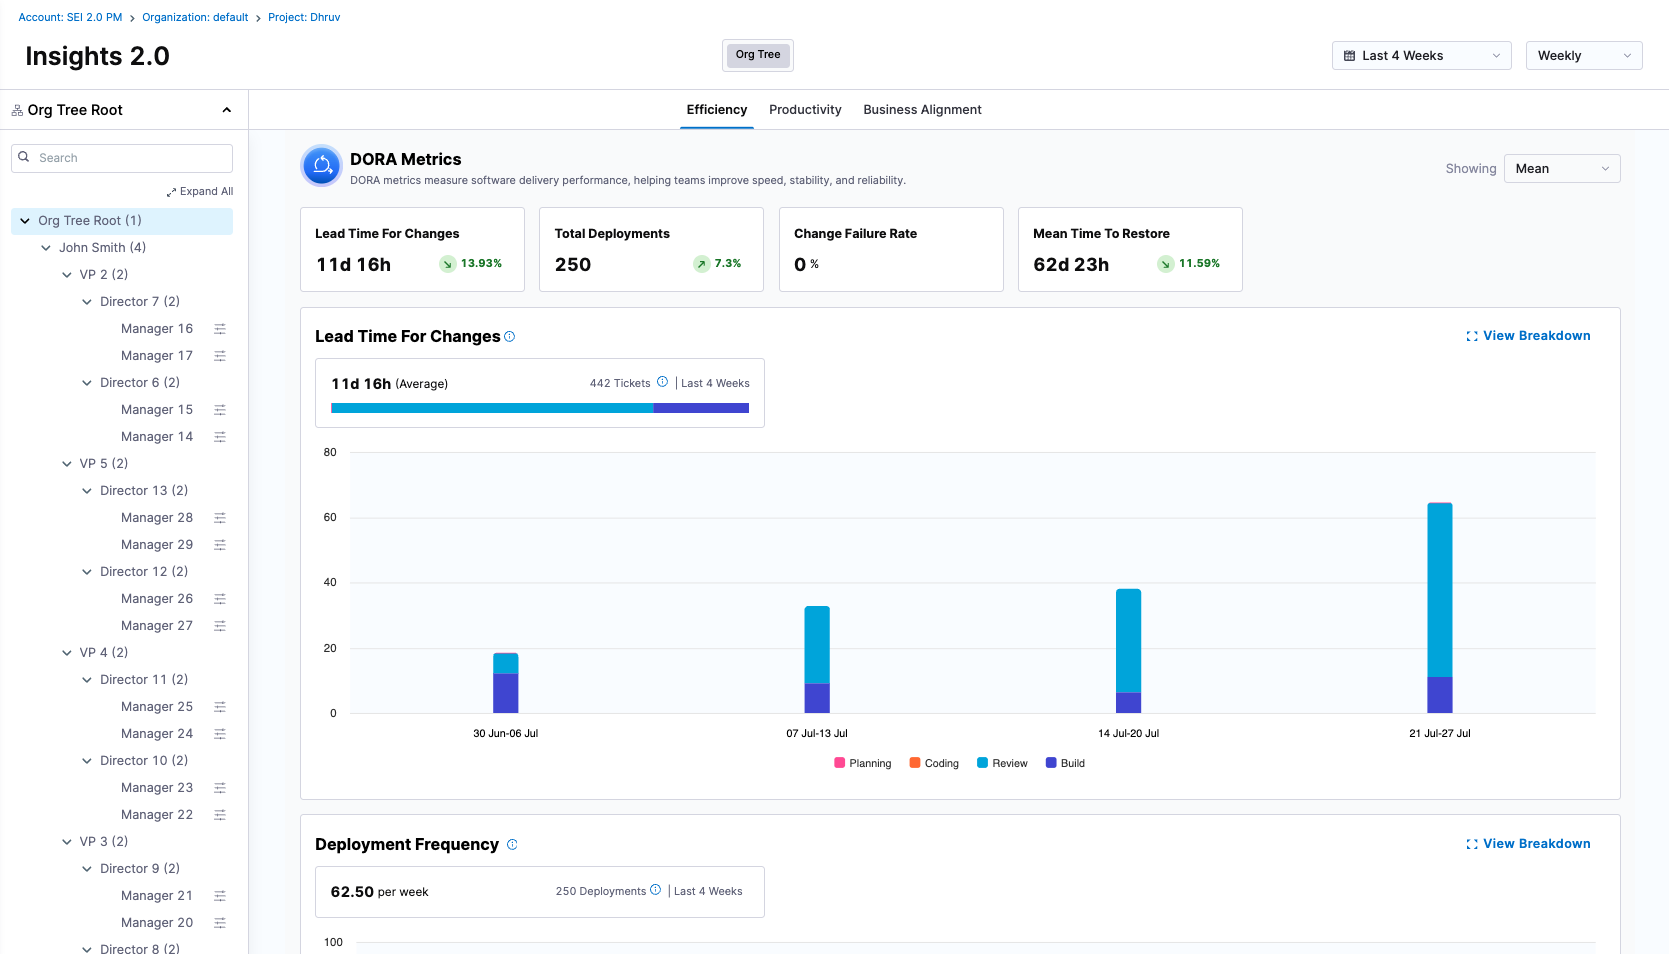 Account: SEI 2.0 PM > Organization: default > Project: Dhruv
Insights 2.0
Org Tree
Last 4 Weeks
Weekly
Org Tree Root
Search
Expand All
Org Tree Root (1)
John Smith (4)
VP 2 (2)
Director 7 (2)
Manager 16
Manager 17
Director 6 (2)
Manager 15
Manager 14
VP 5 (2)
Director 13 (2)
Manager 28
Manager 29
Director 12 (2)
Manager 26
Manager 27
VP 4 (2)
Director 11 (2)
Manager 25
Manager 24
Director 10 (2)
Manager 23
Manager 22
VP 3 (2)
Director 9 (2)
Manager 21
Manager 20
Director 8 (2)
Efficiency Productivity Business Alignment
DORA Metrics
DORA metrics measure software delivery performance, helping teams improve speed, stability, and reliability.
Showing Mean
Lead Time For Changes
11d 16h 13.93%
Total Deployments
250 7.3%
Change Failure Rate
0 %
Mean Time To Restore
62d 23h 11.59%
Lead Time For Changes
View Breakdown
11d 16h (Average) 442 Tickets | Last 4 Weeks
80
60
40
20
0
30 Jun-06 Jul 07 Jul-13 Jul 14 Jul-20 Jul 21 Jul-27 Jul
Planning Coding Review Build
Deployment Frequency
View Breakdown
62.50 per week 250 Deployments | Last 4 Weeks
100